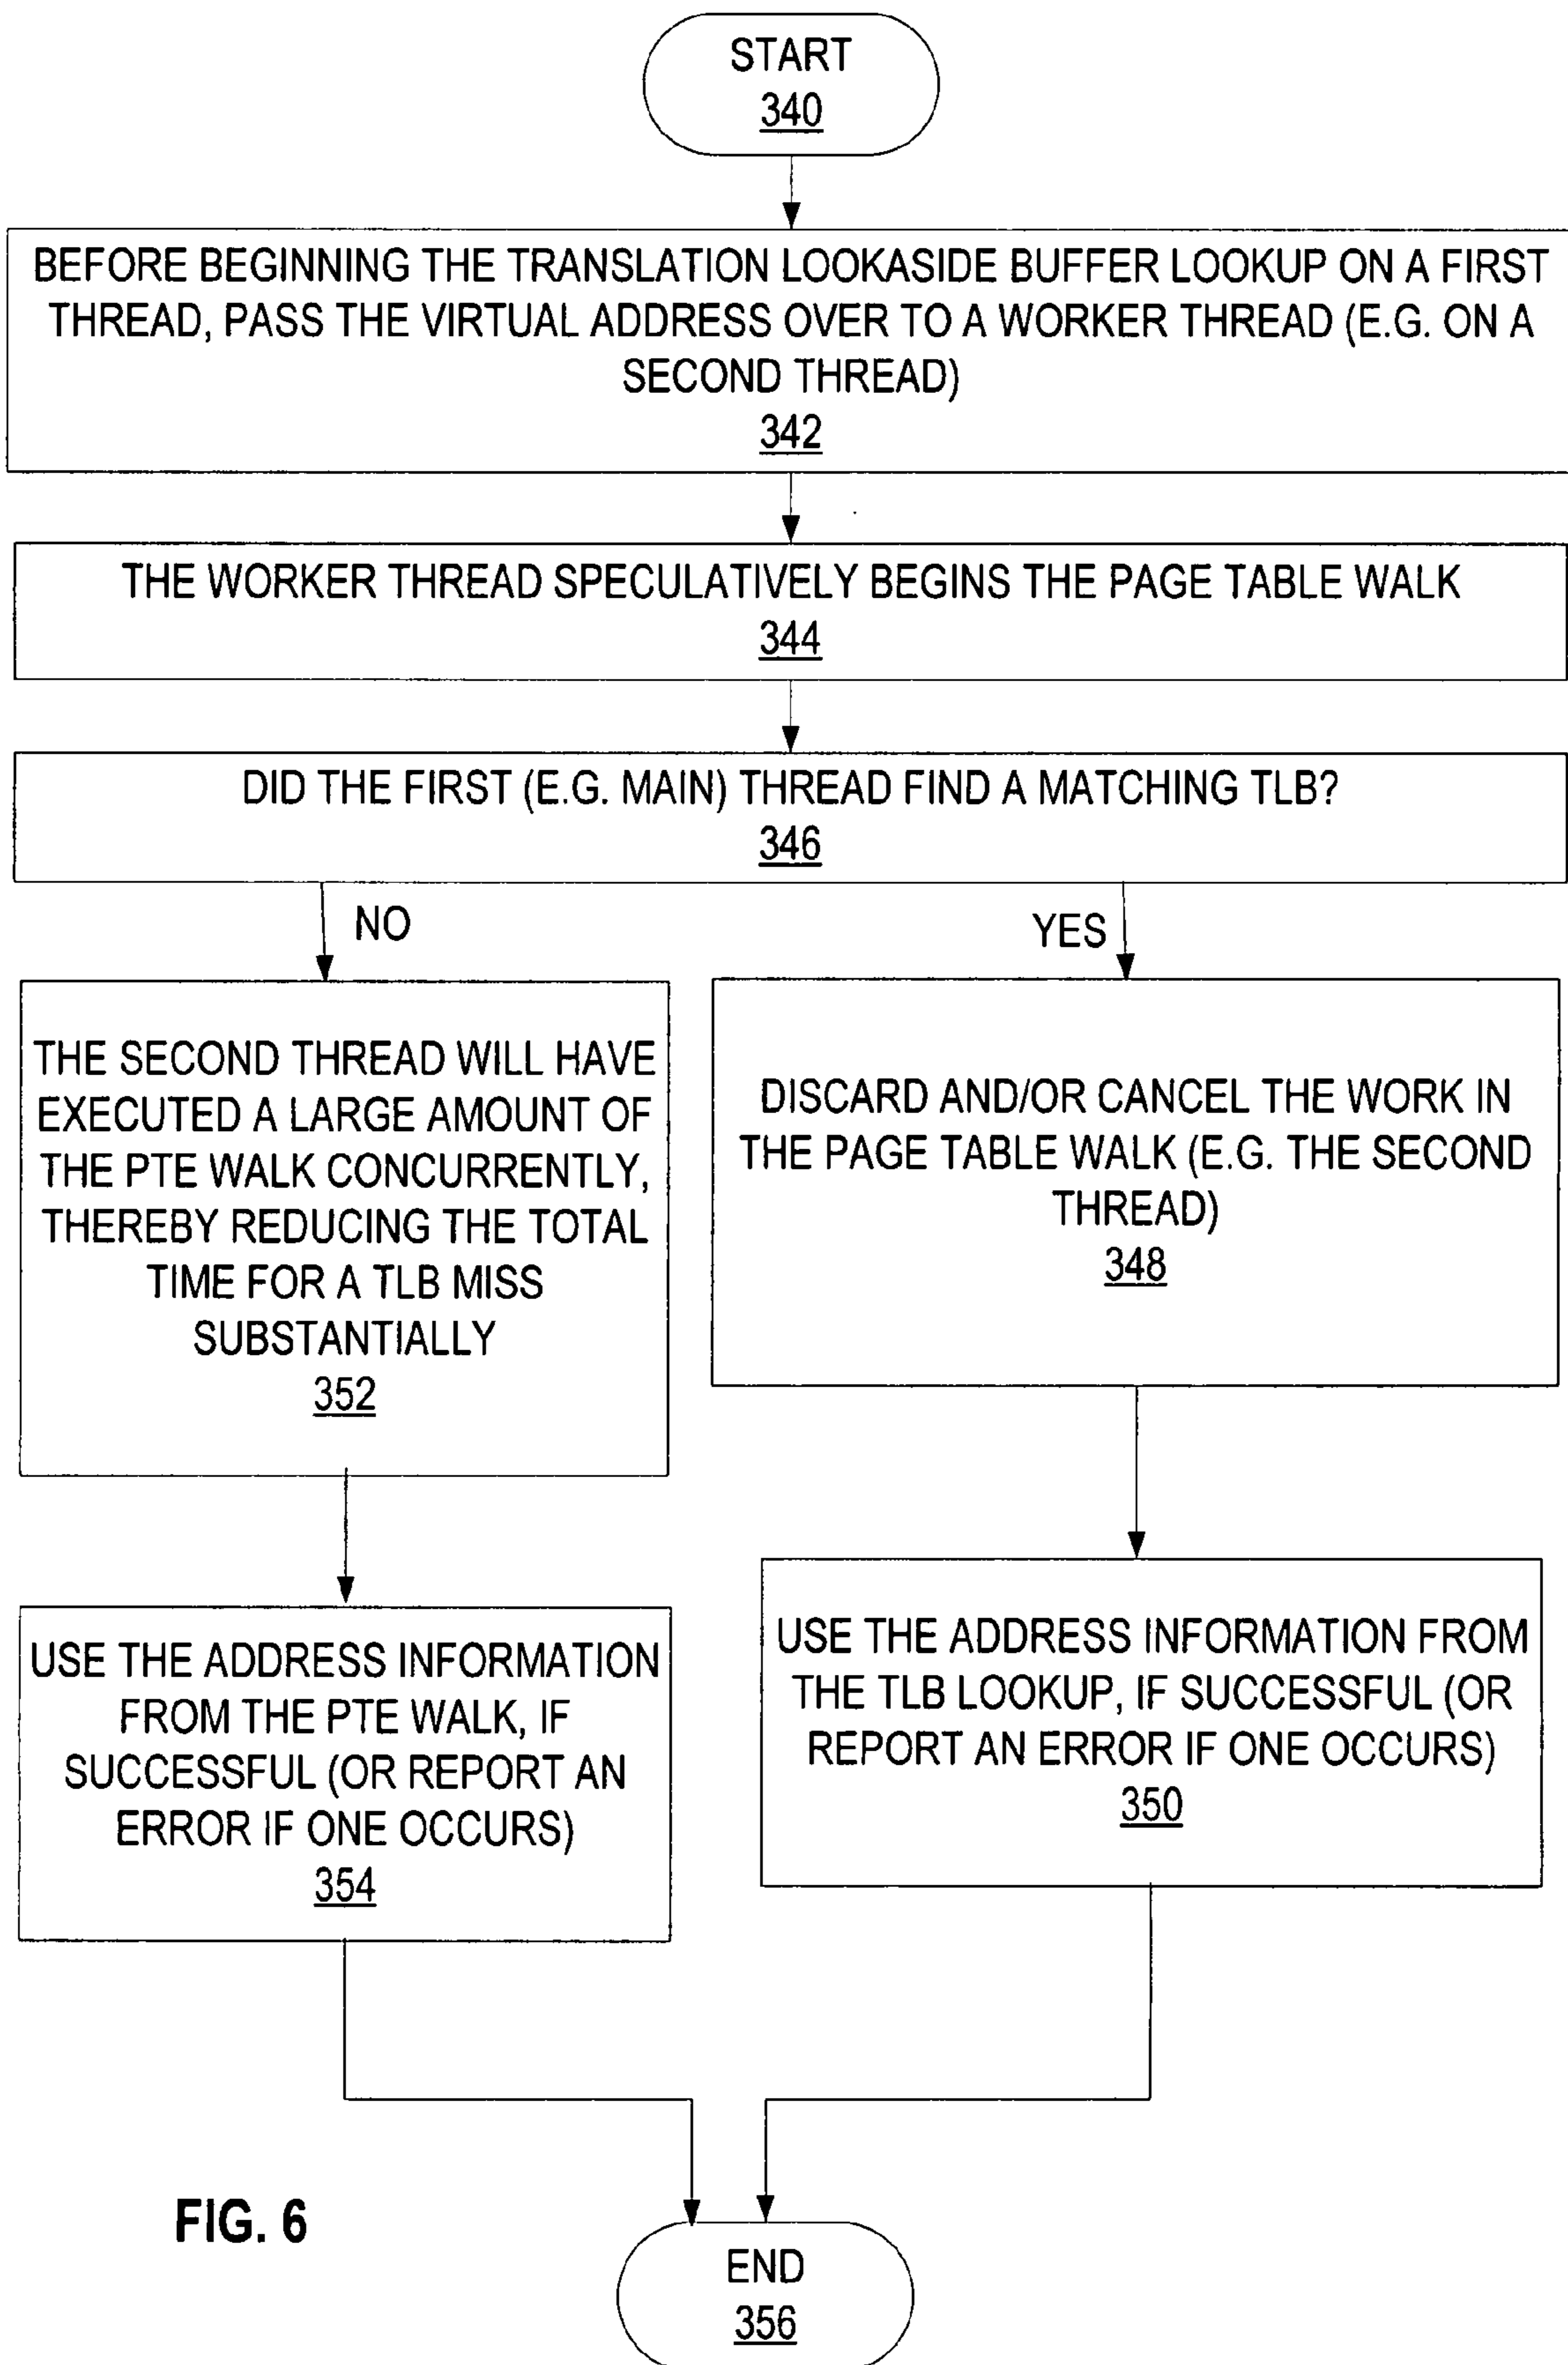 START
340
BEFORE BEGINNING THE TRANSLATION LOOKASIDE BUFFER LOOKUP ON A FIRST
THREAD, PASS THE VIRTUAL ADDRESS OVER TO A WORKER THREAD (E.G. ON A
SECOND THREAD)
342
THE WORKER THREAD SPECULATIVELY BEGINS THE PAGE TABLE WALK
344
DID THE FIRST (E.G. MAIN) THREAD FIND A MATCHING TLB?
346
NO
YES
THE SECOND THREAD WILL HAVE
EXECUTED A LARGE AMOUNT OF
THE PTE WALK CONCURRENTLY,
THEREBY REDUCING THE TOTAL
TIME FOR A TLB MISS
SUBSTANTIALLY
352
DISCARD AND/OR CANCEL THE WORK IN
THE PAGE TABLE WALK (E.G. THE SECOND
THREAD)
348
USE THE ADDRESS INFORMATION
FROM THE PTE WALK, IF
SUCCESSFUL (OR REPORT AN
ERROR IF ONE OCCURS)
354
USE THE ADDRESS INFORMATION FROM
THE TLB LOOKUP, IF SUCCESSFUL (OR
REPORT AN ERROR IF ONE OCCURS)
350
FIG. 6
END
356